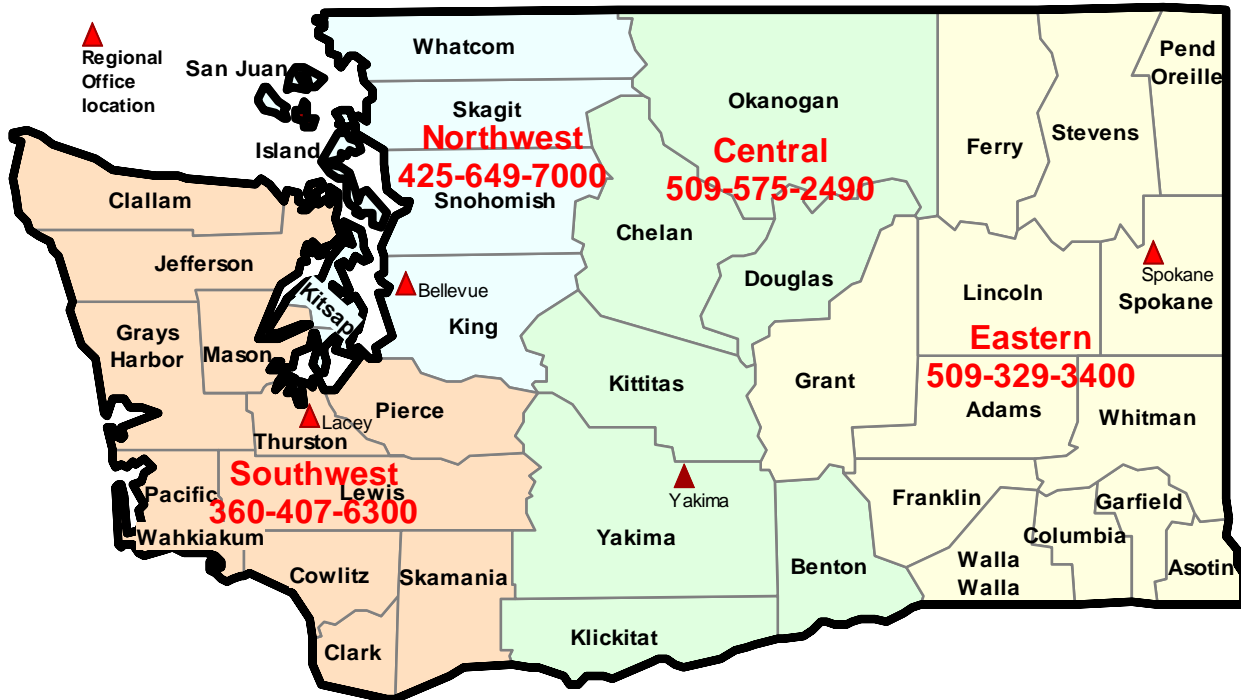 Regional
Office
location
San Juan
Island
Whatcom
Skagit
Northwest
425-649-7000
Snohomish
King
Kitsap
Bellevue
Okanogan
Central
509-575-2490
Chelan
Douglas
Kittitas
Yakima
Yakima
Benton
Klickitat
Pend
Oreille
Stevens
Ferry
Lincoln
Spokane
Spokane
Eastern
509-329-3400
Grant
Adams
Whitman
Franklin
Garfield
Columbia
Walla
Walla
Asotin
Clallam
Jefferson
Grays
Harbor
Mason
Pierce
Lacey
Thurston
Southwest
Lewis
360-407-6300
Pacific
Wahkiakum
Cowlitz
Skamania
Clark